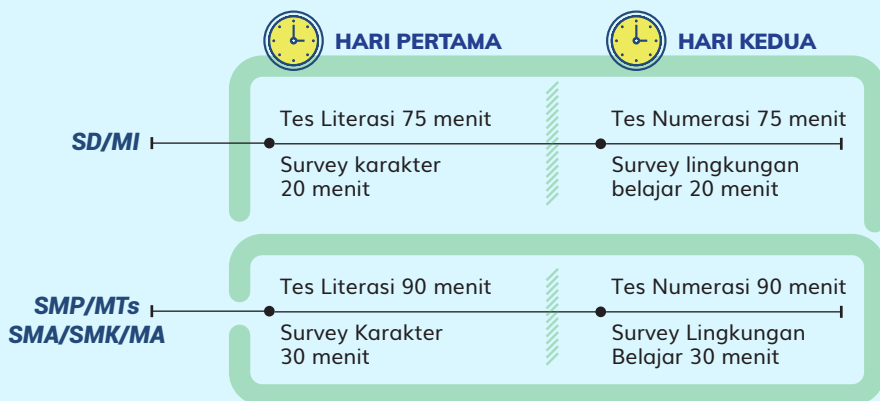 HARI PERTAMA
HARI KEDUA
SD/MI
Tes Literasi 75 menit
Survey karakter
20 menit
Tes Numerasi 75 menit
Survey lingkungan
belajar 20 menit
SMP/MTs
SMA/SMK/MA
Tes Literasi 90 menit
Survey Karakter
30 menit
Tes Numerasi 90 menit
Survey Lingkungan
Belajar 30 menit